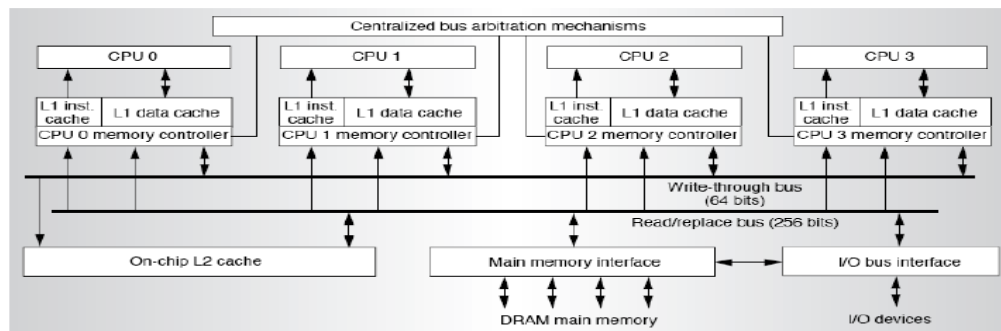 Centralized bus arbitration mechanisms
CPU 0
CPU 1
CPU 2
CPU 3
L1 inst. cache
L1 data cache
L1 inst. cache
L1 data cache
L1 inst. cache
L1 data cache
L1 inst. cache
L1 data cache
CPU 0 memory controller
CPU 1 memory controller
CPU 2 memory controller
CPU 3 memory controller
Write-through bus
(64 bits)
Read/replace bus (256 bits)
On-chip L2 cache
Main memory interface
I/O bus interface
DRAM main memory
I/O devices